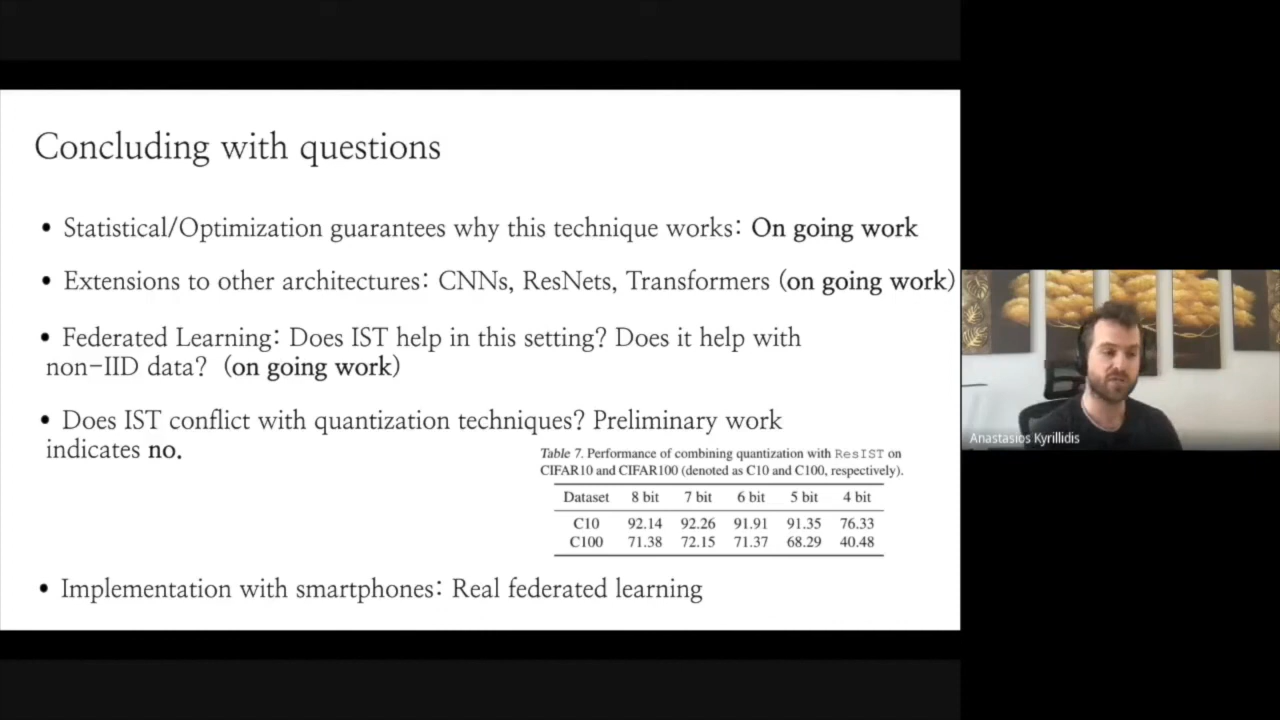 Concluding with questions
• Statistical/Optimization guarantees why this technique works: On going work
• Extensions to other architectures: CNNs, ResNets, Transformers (on going work)
• Federated Learning: Does IST help in this setting? Does it help with
non-IID data? (on going work)
• Does IST conflict with quantization techniques? Preliminary work
indicates no.
Table 7. Performance of combining quantization with ResIST on
CIFAR10 and CIFAR100 (denoted as C10 and C100, respectively).
Dataset 8 bit 7 bit 6 bit 5 bit 4 bit
C10 92.14 92.26 91.91 91.35 76.33
C100 71.38 72.15 71.37 68.29 40.48
• Implementation with smartphones: Real federated learning
Anastasios Kyrillidis